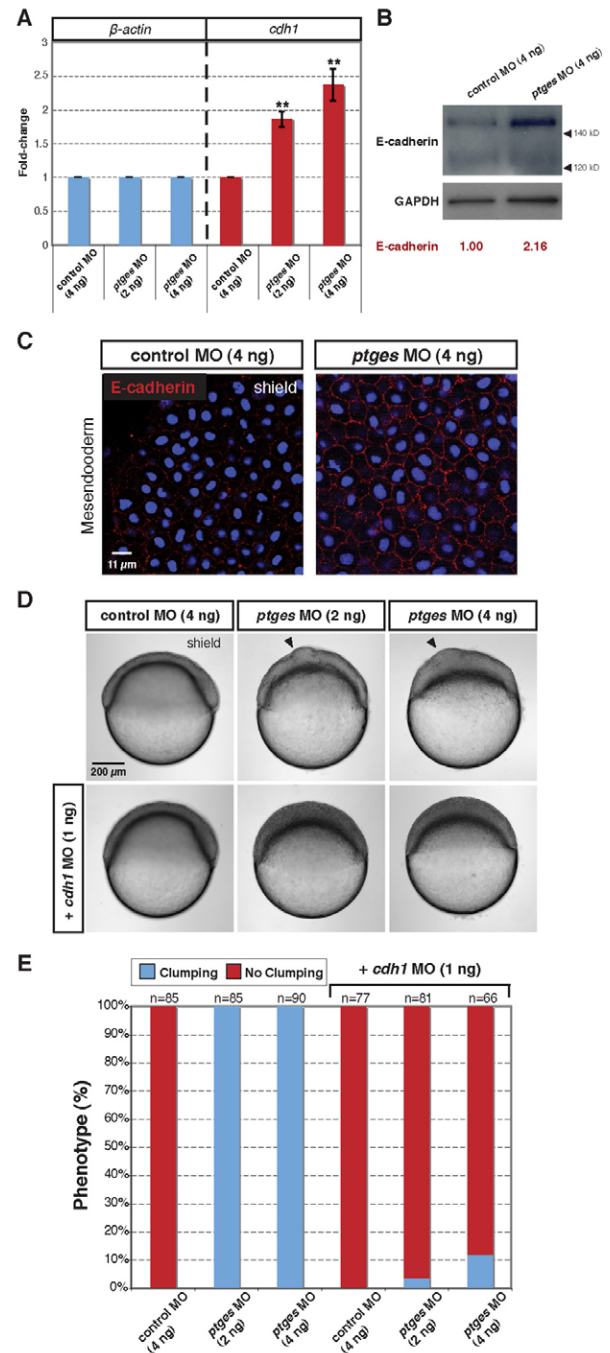 A
β-actin cdh1
3
2.5
2
1.5
1
0.5
0
Fold-change
** **
control MO (4 ng)
ptges MO (2 ng)
ptges MO (4 ng)
control MO (4 ng)
ptges MO (2 ng)
ptges MO (4 ng)
B
control MO (4 ng)
ptges MO (4 ng)
E-cadherin
140 kD
120 kD
GAPDH
E-cadherin 1.00 2.16
C
control MO (4 ng) ptges MO (4 ng)
E-cadherin shield
Mesendooderm
11 µm
D
control MO (4 ng) ptges MO (2 ng) ptges MO (4 ng)
shield
200 µm
+ cdh1 MO (1 ng)
E
Clumping No Clumping
+ cdh1 MO (1 ng)
n=85 n=85 n=90 n=77 n=81 n=66
100%
90%
80%
70%
60%
50%
40%
30%
20%
10%
0%
Phenotype (%)
control MO (4 ng)
ptges MO (2 ng)
ptges MO (4 ng)
control MO (4 ng)
ptges MO (2 ng)
ptges MO (4 ng)